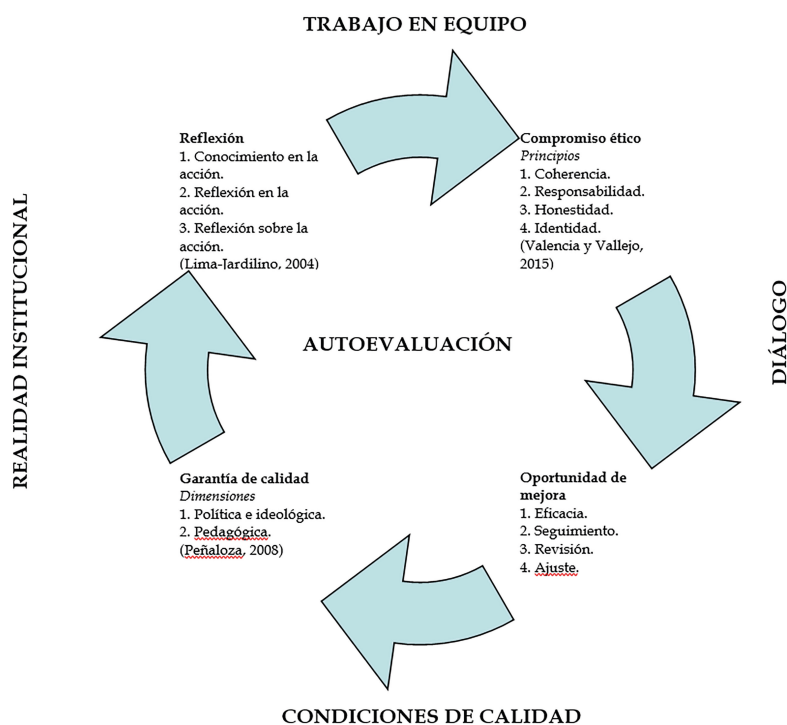 TRABAJO EN EQUIPO
Reflexión
1. Conocimiento en la
acción.
2. Reflexión en la
acción.
3. Reflexión sobre la
acción.
(Lima-Jardilino, 2004)
Compromiso ético
Principios
1. Coherencia.
2. Responsabilidad.
3. Honestidad.
4. Identidad.
(Valencia y Vallejo,
2015)
REALIDAD INSTITUCIONAL
AUTOEVALUACIÓN
DIÁLOGO
Garantía de calidad
Dimensiones
1. Política e ideológica.
2. Pedagógica.
(Peñaloza, 2008)
Oportunidad de
mejora
1. Eficacia.
2. Seguimiento.
3. Revisión.
4. Ajuste.
CONDICIONES DE CALIDAD